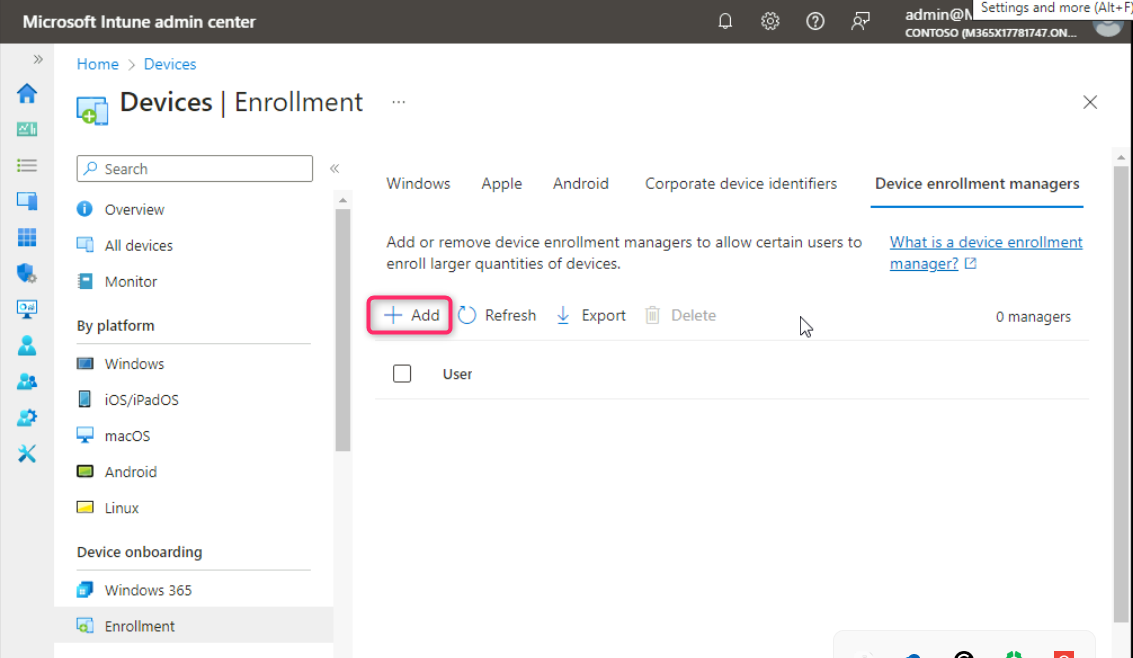 Microsoft Intune admin center
Settings and more (Alt+F)
admin@M
CONTOSO (M365X17781747.ON...
Home > Devices
Devices | Enrollment ...
Search
Overview
All devices
Monitor
By platform
Windows
iOS/iPadOS
macOS
Android
Linux
Device onboarding
Windows 365
Enrollment
Windows Apple Android Corporate device identifiers Device enrollment managers
Add or remove device enrollment managers to allow certain users to
enroll larger quantities of devices.
What is a device enrollment
manager?
Add Refresh Export Delete
0 managers
User